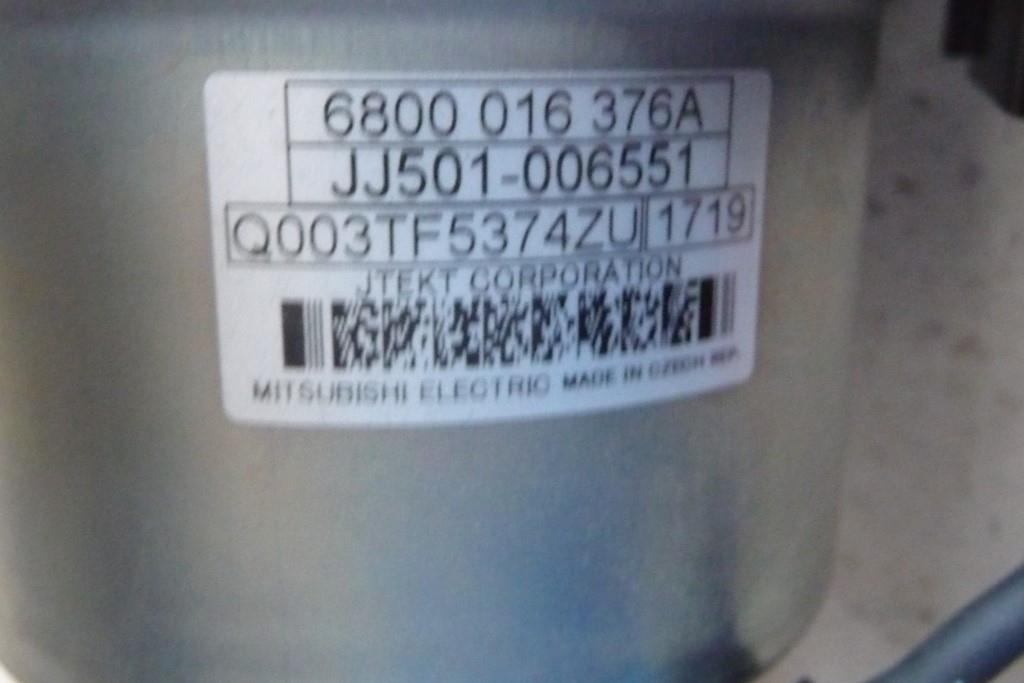 6800 016 376A
JJ501-006551
Q003TF5374ZU 1719
JTEKT CORPORATION
MITSUBISHI ELECTRIC MADE IN CZECH REP.